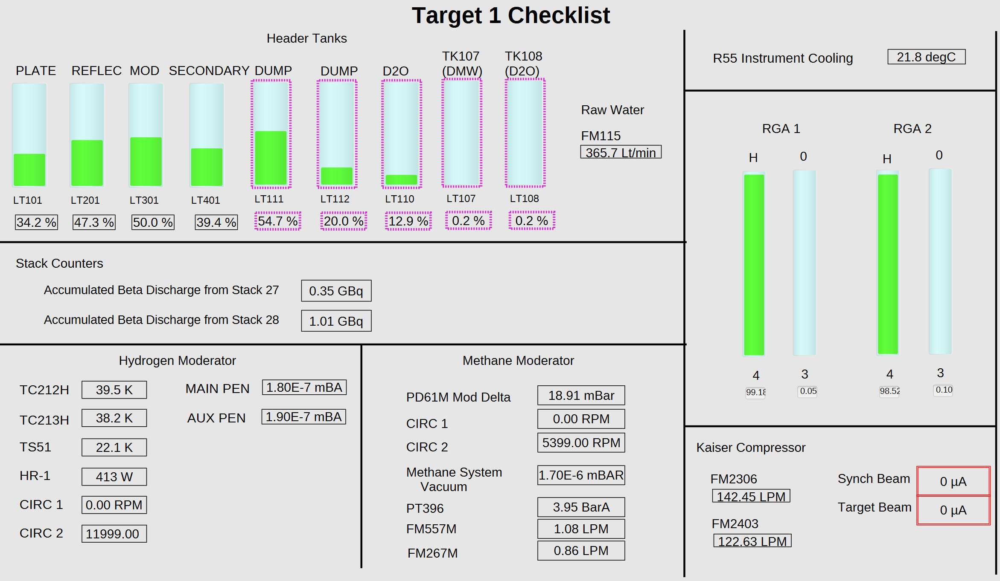 Target 1 Checklist
Header Tanks
PLATE
REFLEC
MOD
SECONDARY
DUMP
DUMP
D2O
TK107
(DMW)
TK108
(D2O)
LT101
LT201
LT301
LT401
LT111
LT112
LT110
LT107
LT108
34.2 %
47.3 %
50.0 %
39.4 %
54.7 %
20.0 %
12.9 %
0.2 %
0.2 %
Raw Water
FM115
365.7 Lt/min
R55 Instrument Cooling
21.8 degC
RGA 1
RGA 2
H
0
H
0
4
3
4
3
99.18
0.05
98.52
0.10
Stack Counters
Accumulated Beta Discharge from Stack 27
0.35 GBq
Accumulated Beta Discharge from Stack 28
1.01 GBq
Hydrogen Moderator
TC212H
39.5 K
MAIN PEN
1.80E-7 mBA
TC213H
38.2 K
AUX PEN
1.90E-7 mBA
TS51
22.1 K
HR-1
413 W
CIRC 1
0.00 RPM
CIRC 2
11999.00
Methane Moderator
PD61M Mod Delta
18.91 mBar
CIRC 1
0.00 RPM
CIRC 2
5399.00 RPM
Methane System
Vacuum
1.70E-6 mBAR
PT396
3.95 BarA
FM557M
1.08 LPM
FM267M
0.86 LPM
Kaiser Compressor
FM2306
142.45 LPM
FM2403
122.63 LPM
Synch Beam
0 µA
Target Beam
0 µA